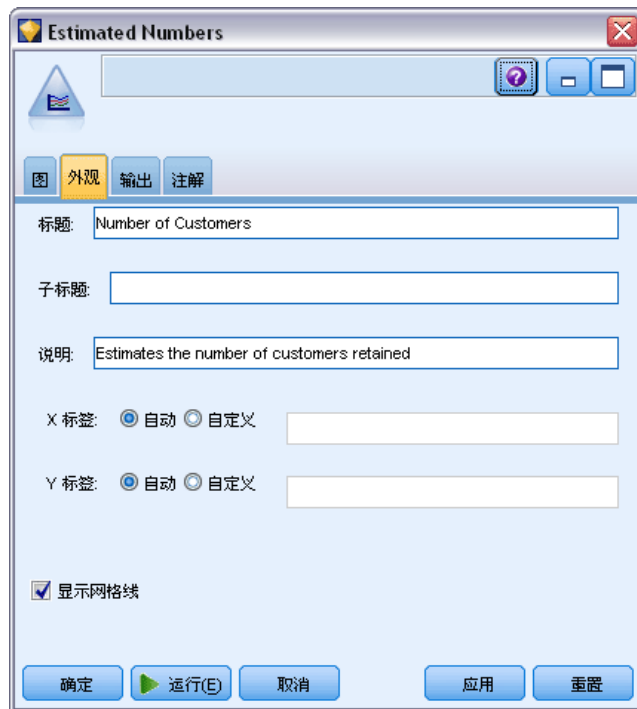 Estimated Numbers
图 外观 输出 注解
标题: Number of Customers
子标题:
说明: Estimates the number of customers retained
X 标签: 自动 自定义
Y 标签: 自动 自定义
显示网格线
确定 运行(E) 取消 应用 重置